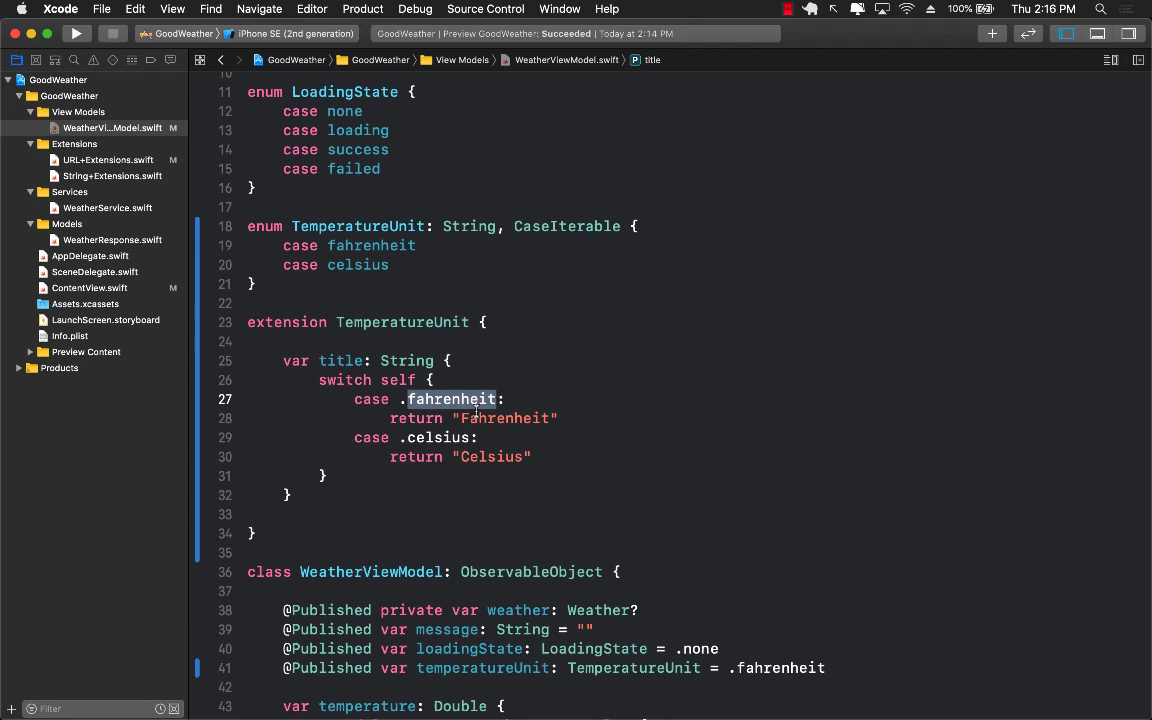 Xcode File Edit View Find Navigate Editor Product Debug Source Control Window Help 100% Thu 2:16 PM
GoodWeather iPhone SE (2nd generation) GoodWeather | Preview GoodWeather: Succeeded | Today at 2:14 PM
GoodWeather GoodWeather View Models WeatherViewModel.swift P title
GoodWeather
GoodWeather
View Models
WeatherVi...Model.swift M
Extensions
URL+Extensions.swift M
String+Extensions.swift
Services
WeatherService.swift
Models
WeatherResponse.swift
AppDelegate.swift
SceneDelegate.swift
ContentView.swift M
Assets.xcassets
LaunchScreen.storyboard
Info.plist
Preview Content
Products
Filter
10
11 enum LoadingState {
12 case none
13 case loading
14 case success
15 case failed
16 }
17
18 enum TemperatureUnit: String, CaseIterable {
19 case fahrenheit
20 case celsius
21 }
22
23 extension TemperatureUnit {
24
25 var title: String {
26 switch self {
27 case .fahrenheit:
28 return "Fahrenheit"
29 case .celsius:
30 return "Celsius"
31 }
32 }
33
34 }
35
36 class WeatherViewModel: ObservableObject {
37
38 @Published private var weather: Weather?
39 @Published var message: String = ""
40 @Published var loadingState: LoadingState = .none
41 @Published var temperatureUnit: TemperatureUnit = .fahrenheit
42
43 var temperature: Double {